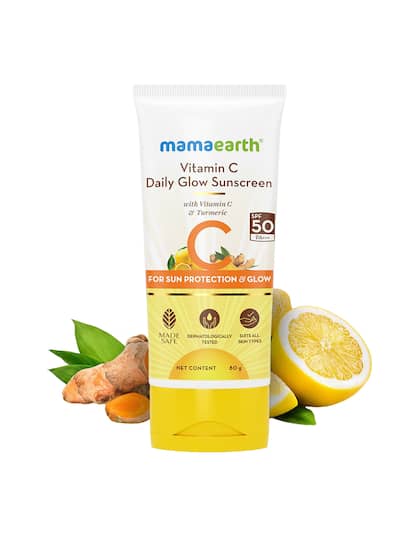 mamaearth®
Vitamin C
Daily Glow Sunscreen
with Vitamin C
& Turmeric
SPF
50
PA+++
C
FOR SUN PROTECTION & GLOW
MADE
SAFE
DERMATOLOGICALLY
TESTED
SUITS ALL
SKIN TYPES
NET CONTENT 80 g